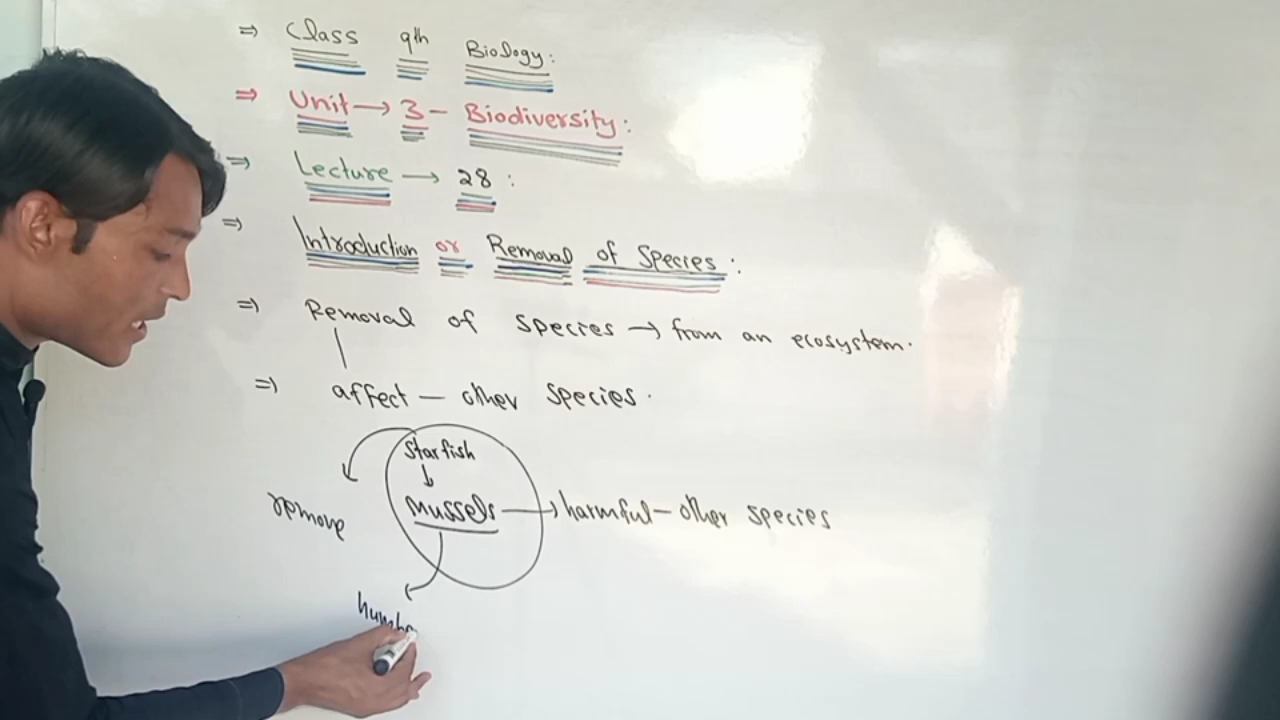 ⇒ Class 9th Biology:
⇒ Unit → 3 - Biodiversity:
⇒ Lecture → 28 :
⇒ Introduction or Removal of Species :
⇒ Removal of species → from an ecosystem.
⇒ affect — other species.
Starfish
remove
Mussels → harmful - other species